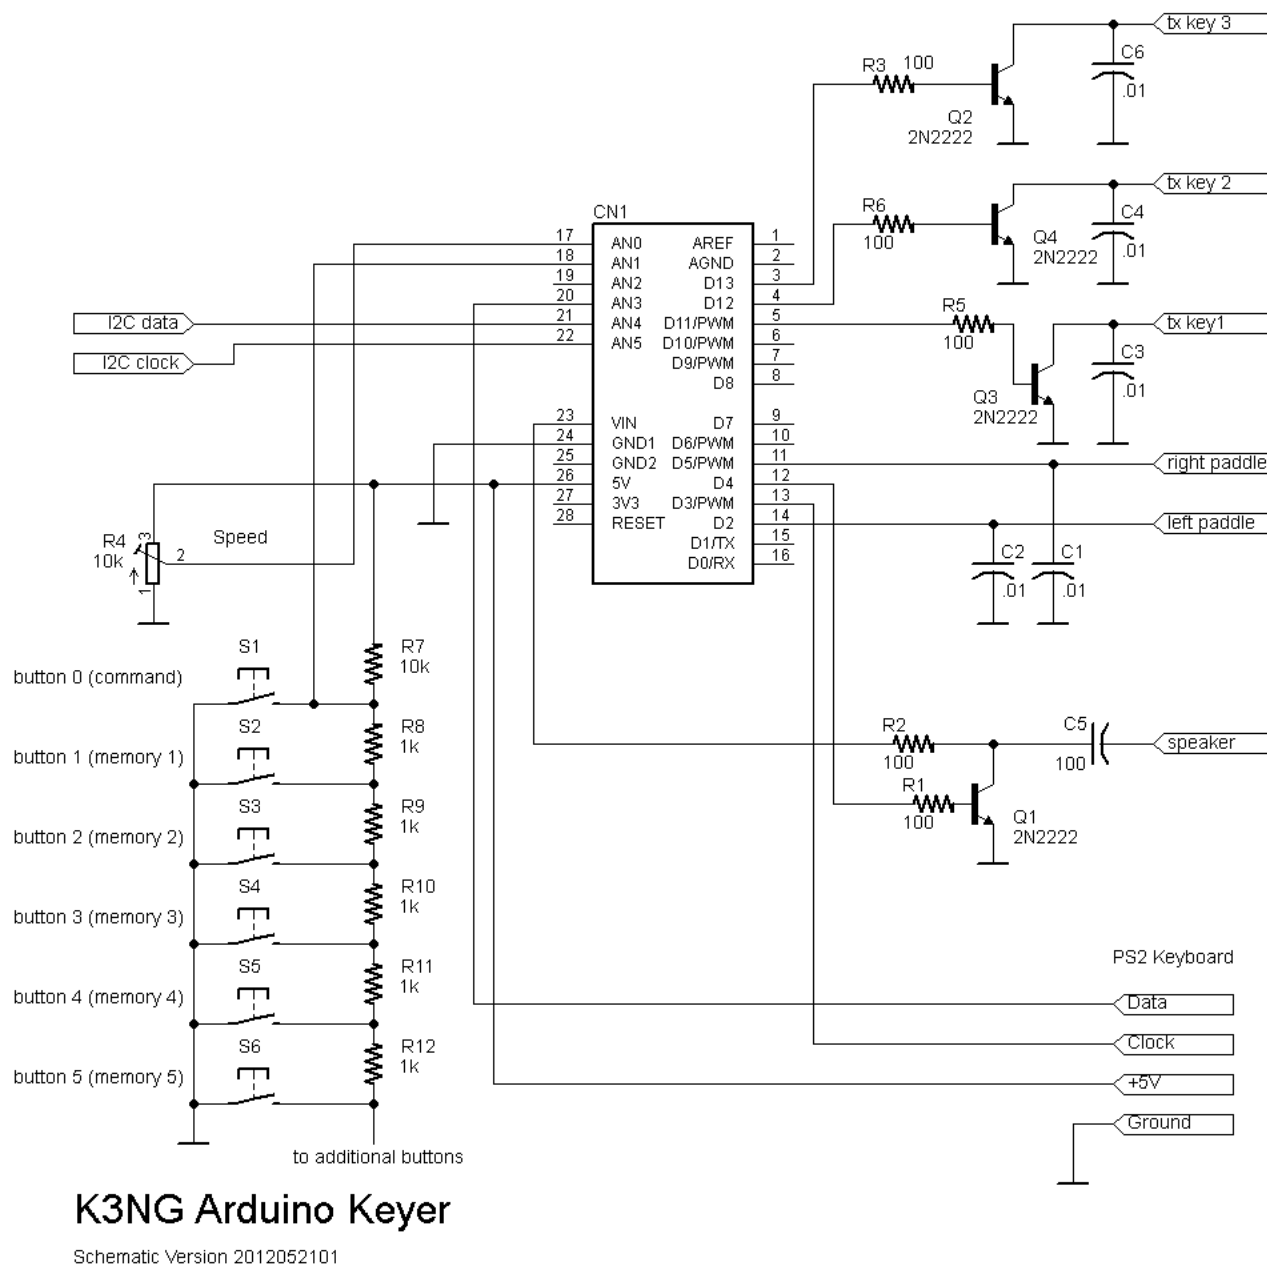 tx key 3
C6
.01
R3 100
Q2
2N2222
tx key 2
C4
.01
R6
100
Q4
2N2222
CN1
17 AN0 AREF 1
18 AN1 AGND 2
19 AN2 D13 3
20 AN3 D12 4
21 AN4 D11/PWM 5
22 AN5 D10/PWM 6
D9/PWM 7
D8 8
23 VIN D7 9
24 GND1 D6/PWM 10
25 GND2 D5/PWM 11
26 5V D4 12
27 3V3 D3/PWM 13
28 RESET D2 14
D1/TX 15
D0/RX 16
I2C data
I2C clock
R5
100
tx key1
C3
.01
Q3
2N2222
right paddle
left paddle
C2
.01
C1
.01
R4
10k
3
2
1
Speed
S1
button 0 (command)
R7
10k
S2
button 1 (memory 1)
R8
1k
S3
button 2 (memory 2)
R9
1k
S4
button 3 (memory 3)
R10
1k
S5
button 4 (memory 4)
R11
1k
S6
button 5 (memory 5)
R12
1k
to additional buttons
R2
100
C5
100
speaker
R1
100
Q1
2N2222
PS2 Keyboard
Data
Clock
+5V
Ground
K3NG Arduino Keyer
Schematic Version 2012052101